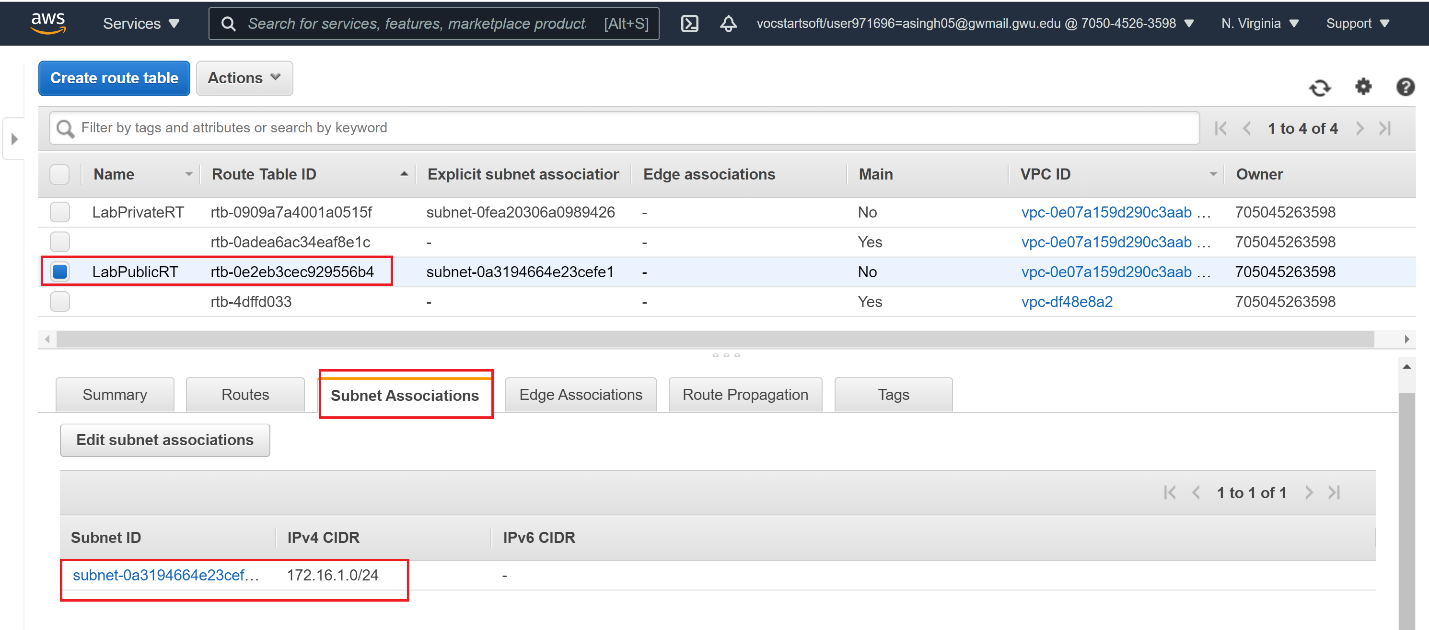 aws Services Search for services, features, marketplace product: [Alt+S] vocstartsoft/user971696=asingh05@gwmail.gwu.edu @ 7050-4526-3598 N. Virginia Support
Create route table Actions
Filter by tags and attributes or search by keyword 1 to 4 of 4
Name Route Table ID Explicit subnet association Edge associations Main VPC ID Owner
LabPrivateRT rtb-0909a7a4001a0515f subnet-0fea20306a0989426 - No vpc-0e07a159d290c3aab ... 705045263598
rtb-0adea6ac34eaf8e1c - - Yes vpc-0e07a159d290c3aab ... 705045263598
LabPublicRT rtb-0e2eb3cec929556b4 subnet-0a3194664e23cefe1 - No vpc-0e07a159d290c3aab ... 705045263598
rtb-4dffd033 - - Yes vpc-df48e8a2 705045263598
Summary Routes Subnet Associations Edge Associations Route Propagation Tags
Edit subnet associations
1 to 1 of 1
Subnet ID IPv4 CIDR IPv6 CIDR
subnet-0a3194664e23cef... 172.16.1.0/24 -